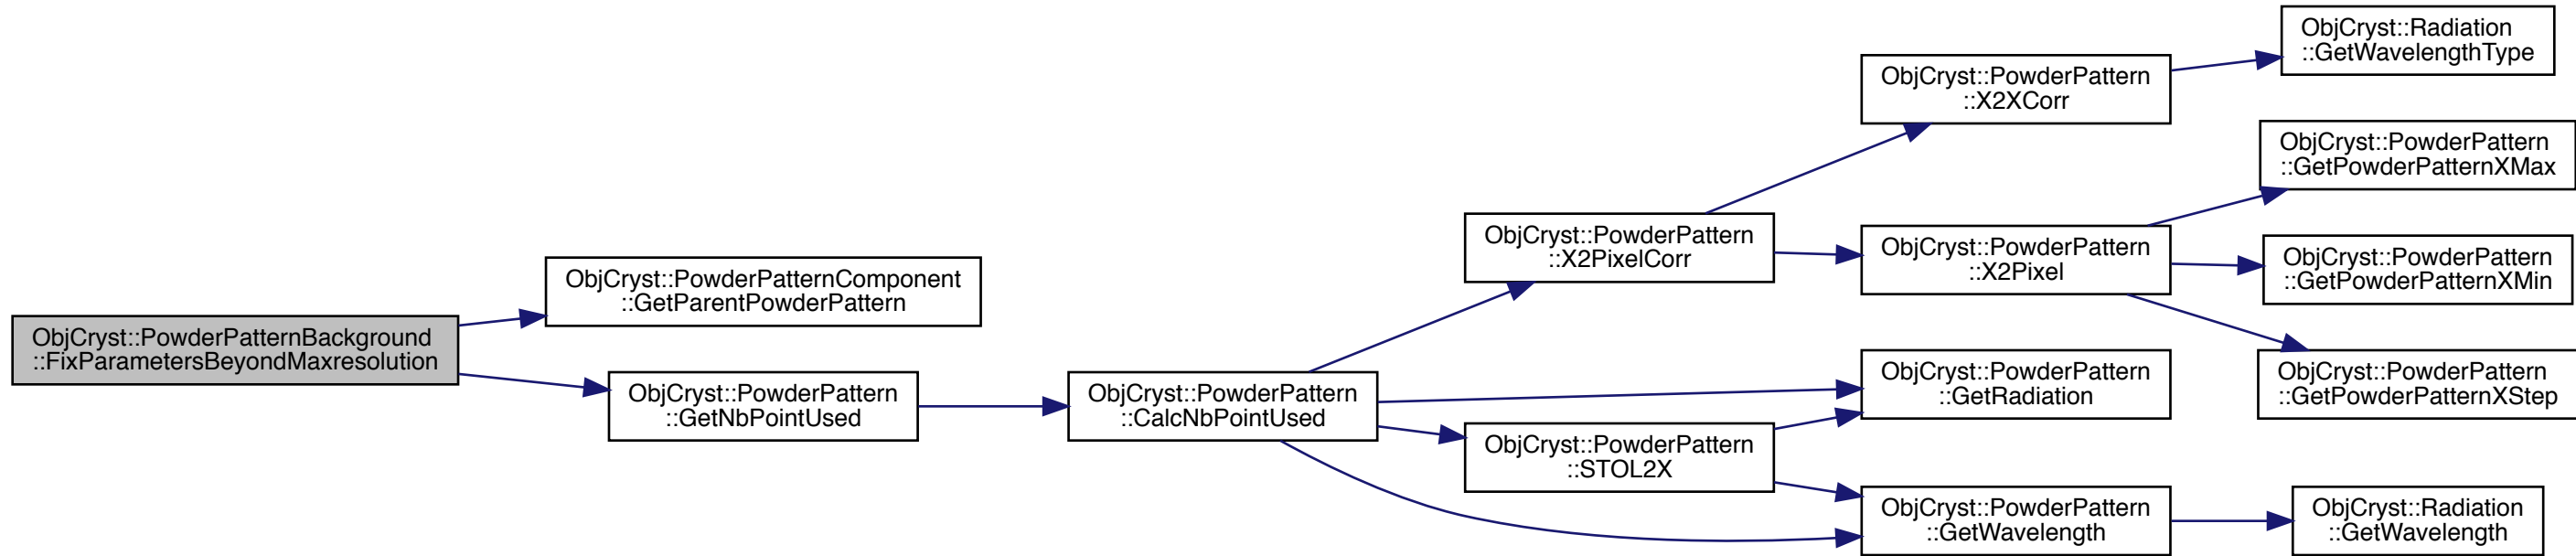 ObjCryst::PowderPatternBackground
::FixParametersBeyondMaxresolution
ObjCryst::PowderPatternComponent
::GetParentPowderPattern
ObjCryst::PowderPattern
::GetNbPointUsed
ObjCryst::PowderPattern
::CalcNbPointUsed
ObjCryst::PowderPattern
::X2PixelCorr
ObjCryst::PowderPattern
::STOL2X
ObjCryst::PowderPattern
::X2XCorr
ObjCryst::PowderPattern
::X2Pixel
ObjCryst::PowderPattern
::GetRadiation
ObjCryst::PowderPattern
::GetWavelength
ObjCryst::Radiation
::GetWavelengthType
ObjCryst::PowderPattern
::GetPowderPatternXMax
ObjCryst::PowderPattern
::GetPowderPatternXMin
ObjCryst::PowderPattern
::GetPowderPatternXStep
ObjCryst::Radiation
::GetWavelength